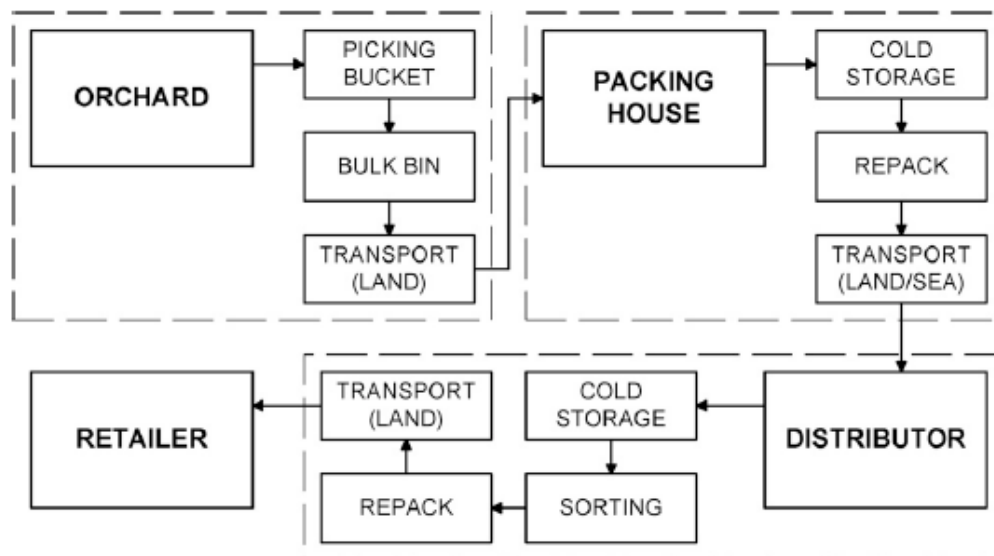 ORCHARD
PICKING
BUCKET
BULK BIN
TRANSPORT
(LAND)
PACKING
HOUSE
COLD
STORAGE
REPACK
TRANSPORT
(LAND/SEA)
DISTRIBUTOR
COLD
STORAGE
SORTING
REPACK
TRANSPORT
(LAND)
RETAILER